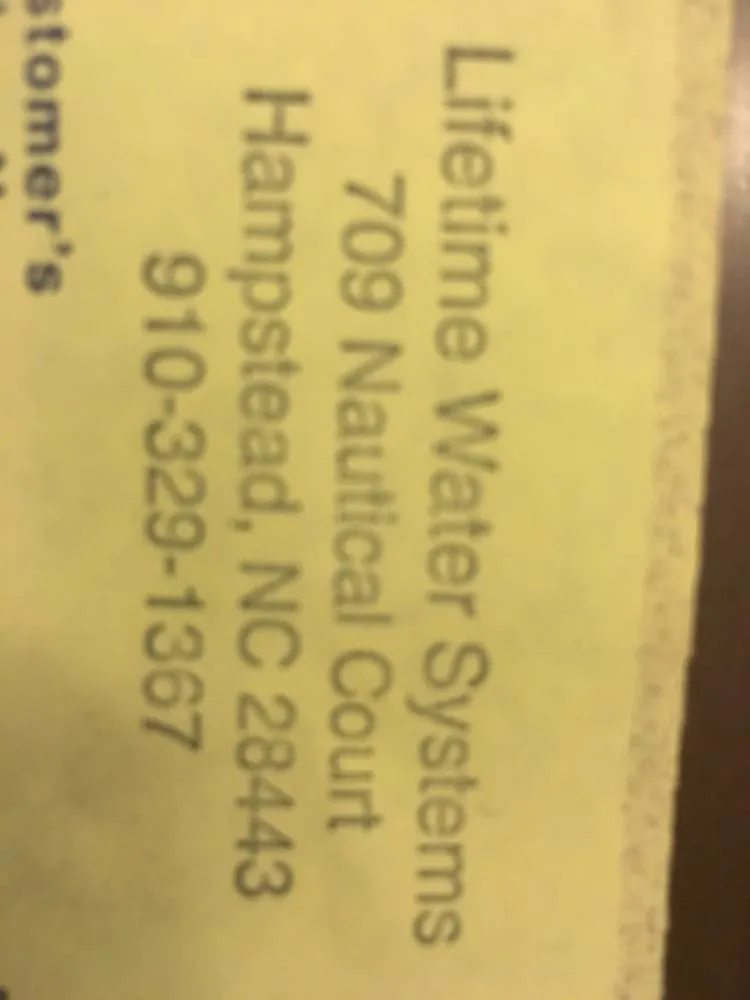 Lifetime Water Systems
709 Nautical Court
Hampstead, NC 28443
910-329-1367
stomer's